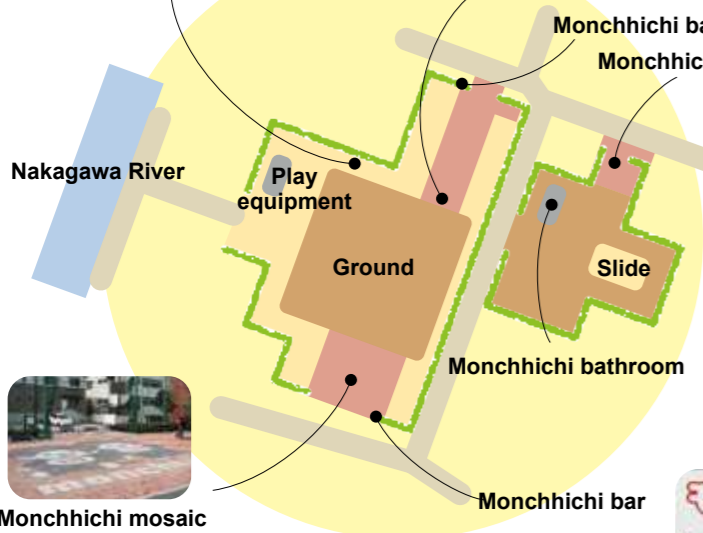 Monchhichi ba
Monchhic
Nakagawa River
Play
equipment
Ground
Slide
Monchhichi bathroom
Monchhichi bar
Monchhichi mosaic